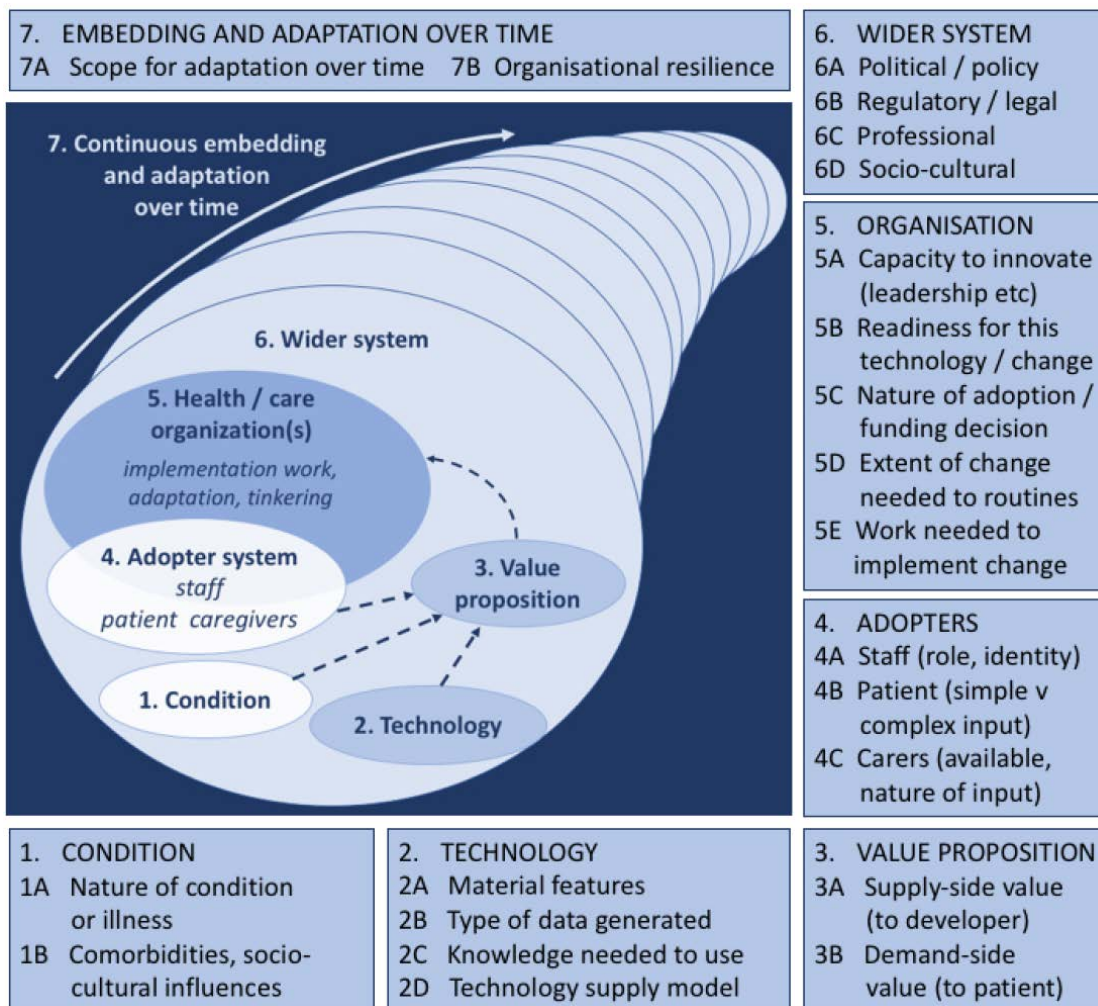 7. EMBEDDING AND ADAPTATION OVER TIME
7A Scope for adaptation over time 7B Organisational resilience
7. Continuous embedding
and adaptation
over time
6. Wider system
5. Health / care
organization(s)
implementation work,
adaptation, tinkering
4. Adopter system
staff
patient caregivers
3. Value
proposition
1. Condition
2. Technology
6. WIDER SYSTEM
6A Political / policy
6B Regulatory / legal
6C Professional
6D Socio-cultural
5. ORGANISATION
5A Capacity to innovate
(leadership etc)
5B Readiness for this
technology / change
5C Nature of adoption /
funding decision
5D Extent of change
needed to routines
5E Work needed to
implement change
4. ADOPTERS
4A Staff (role, identity)
4B Patient (simple v
complex input)
4C Carers (available,
nature of input)
1. CONDITION
1A Nature of condition
or illness
1B Comorbidities, socio-
cultural influences
2. TECHNOLOGY
2A Material features
2B Type of data generated
2C Knowledge needed to use
2D Technology supply model
3. VALUE PROPOSITION
3A Supply-side value
(to developer)
3B Demand-side
value (to patient)